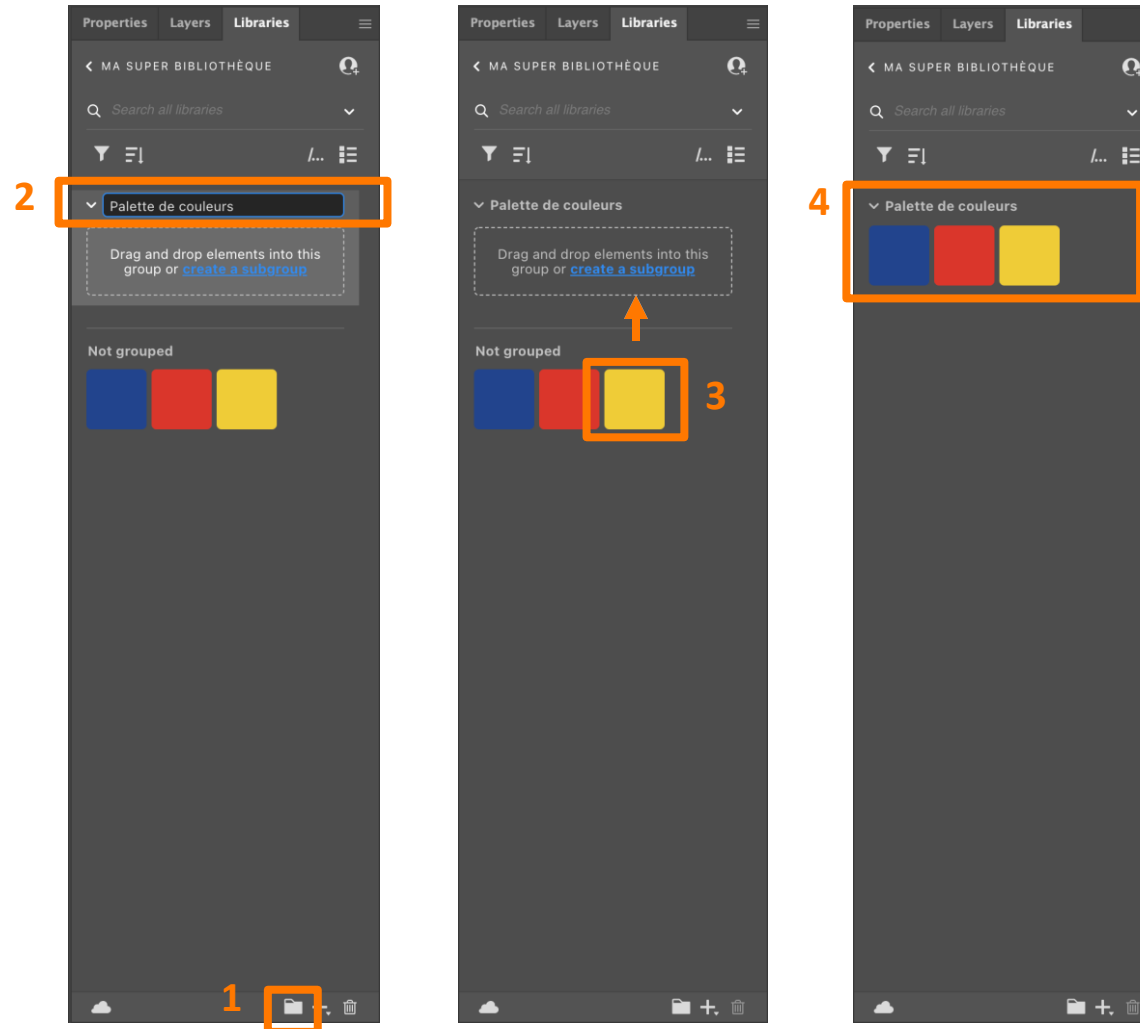 Properties Layers Libraries
MA SUPER BIBLIOTHÈQUE
Search all libraries
/...
2
Palette de couleurs
Drag and drop elements into this
group or create a subgroup
Not grouped
1
Properties Layers Libraries
MA SUPER BIBLIOTHÈQUE
Search all libraries
/...
Palette de couleurs
Drag and drop elements into this
group or create a subgroup
Not grouped
3
Properties Layers Libraries
MA SUPER BIBLIOTHÈQUE
Search all libraries
/...
4
Palette de couleurs